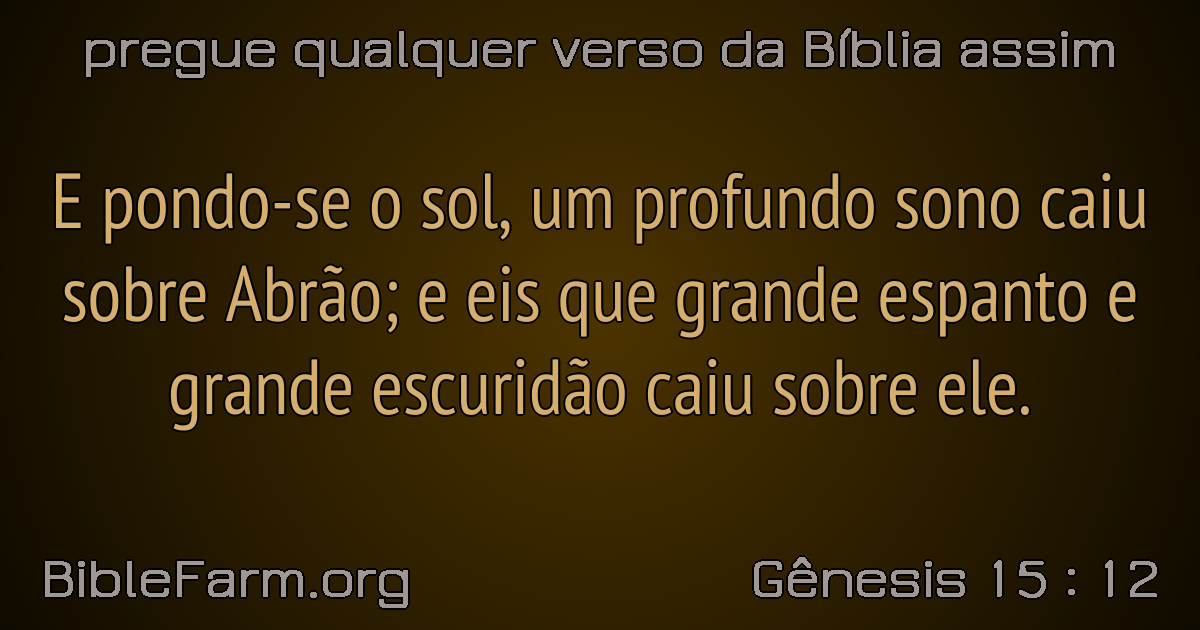 pregue qualquer verso da Bíblia assim
E pondo-se o sol, um profundo sono caiu
sobre Abrão; e eis que grande espanto e
grande escuridão caiu sobre ele.
BibleFarm.org
Gênesis 15 : 12